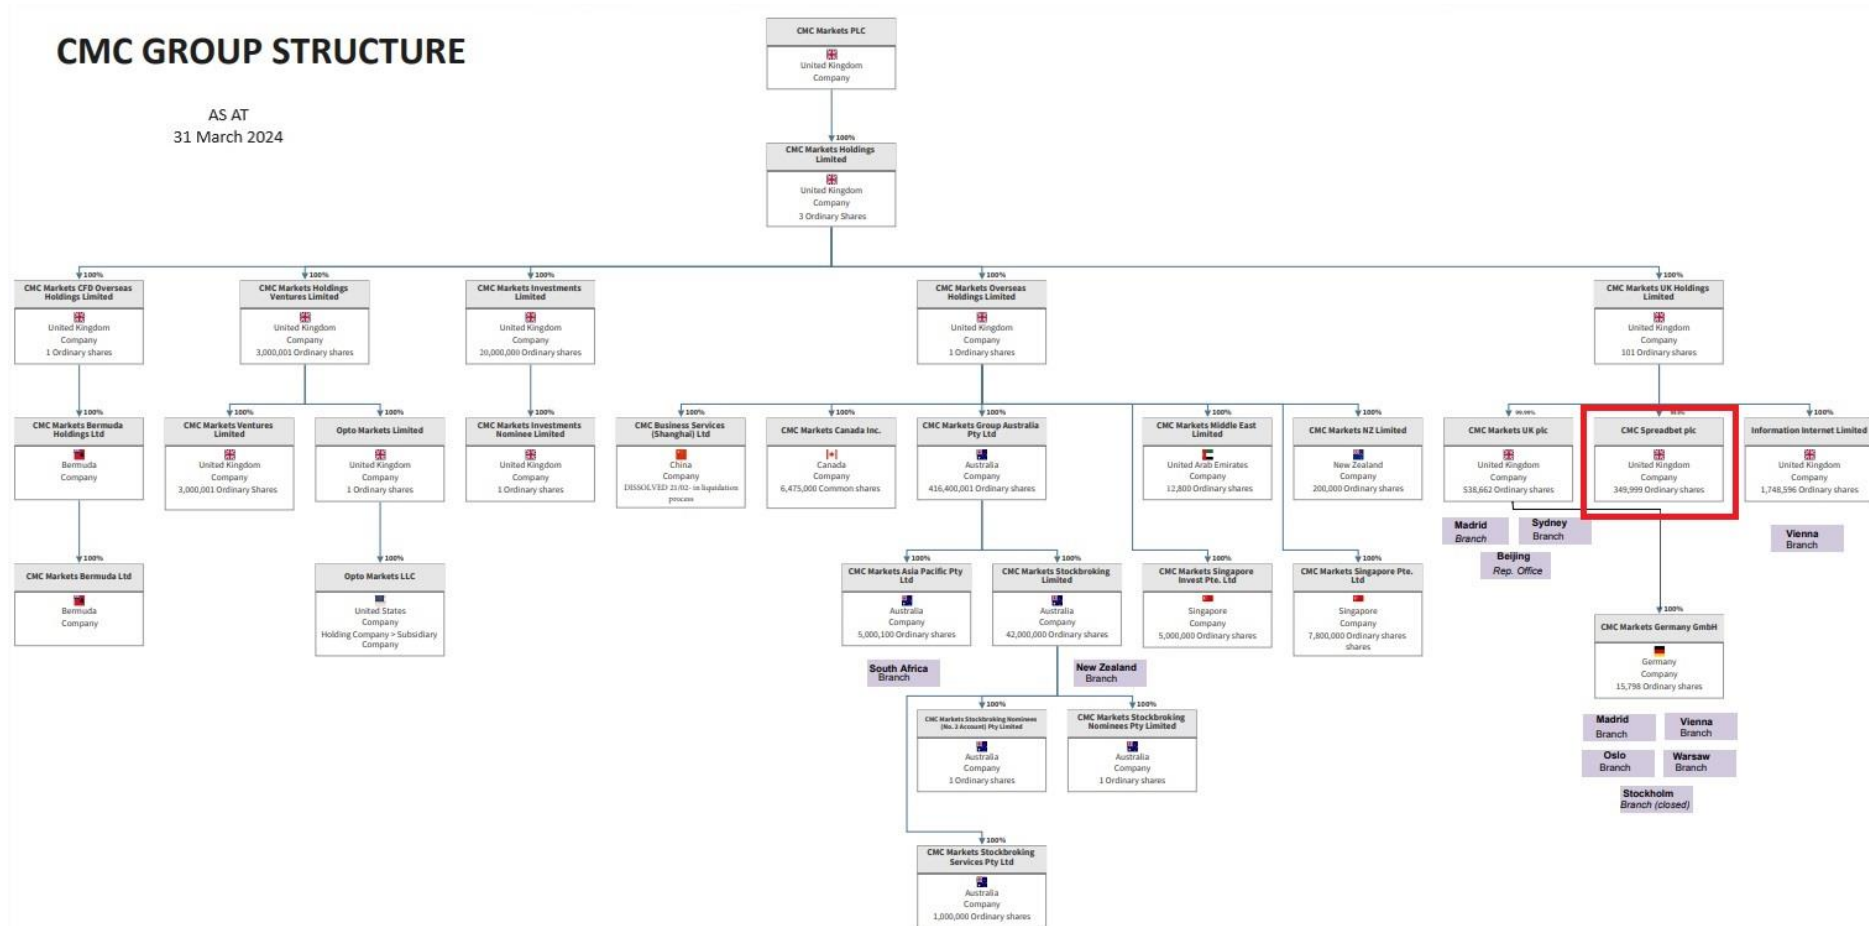 CMC GROUP STRUCTURE
AS AT
31 March 2024
CMC Markets PLC
United Kingdom
Company
100%
CMC Markets Holdings
Limited
United Kingdom
Company
3 Ordinary Shares
100%
CMC Markets CFD Overseas
Holdings Limited
United Kingdom
Company
1 Ordinary shares
100%
CMC Markets Holdings
Ventures Limited
United Kingdom
Company
3,000,001 Ordinary shares
100%
CMC Markets Investments
Limited
United Kingdom
Company
20,000,000 Ordinary shares
100%
CMC Markets Overseas
Holdings Limited
United Kingdom
Company
1 Ordinary shares
100%
CMC Markets UK Holdings
Limited
United Kingdom
Company
101 Ordinary shares
100%
CMC Markets Bermuda
Holdings Ltd
Bermuda
Company
100%
CMC Markets Ventures
Limited
United Kingdom
Company
3,000,001 Ordinary Shares
100%
Opto Markets Limited
United Kingdom
Company
1 Ordinary shares
100%
CMC Markets Investments
Nominee Limited
United Kingdom
Company
1 Ordinary shares
100%
CMC Business Services
(Shanghai) Ltd
China
Company
DISSOLVED 21/02- in liquidation
process
100%
CMC Markets Canada Inc.
Canada
Company
6,475,000 Common shares
100%
CMC Markets Group Australia
Pty Ltd
Australia
Company
416,400,001 Ordinary shares
100%
CMC Markets Middle East
Limited
United Arab Emirates
Company
12,800 Ordinary shares
100%
CMC Markets NZ Limited
New Zealand
Company
200,000 Ordinary shares
99.99%
CMC Markets UK plc
United Kingdom
Company
538,662 Ordinary shares
CMC Spreadbet plc
United Kingdom
Company
349,999 Ordinary shares
100%
Information Internet Limited
United Kingdom
Company
1,748,596 Ordinary shares
Madrid
Branch
Sydney
Branch
Beijing
Rep. Office
Vienna
Branch
100%
CMC Markets Bermuda Ltd
Bermuda
Company
100%
Opto Markets LLC
United States
Company
Holding Company > Subsidiary
Company
100%
CMC Markets Asia Pacific Pty
Ltd
Australia
Company
5,000,100 Ordinary shares
100%
CMC Markets Stockbroking
Limited
Australia
Company
42,000,000 Ordinary shares
100%
CMC Markets Singapore
Invest Pte. Ltd
Singapore
Company
5,000,000 Ordinary shares
100%
CMC Markets Singapore Pte.
Ltd
Singapore
Company
7,800,000 Ordinary shares
shares
100%
CMC Markets Germany GmbH
Germany
Company
15,798 Ordinary shares
South Africa
Branch
New Zealand
Branch
100%
CMC Markets Stockbroking Nominees
(No. 2 Account) Pty Limited
Australia
Company
1 Ordinary shares
100%
CMC Markets Stockbroking
Nominees Pty Limited
Australia
Company
1 Ordinary shares
Madrid
Branch
Vienna
Branch
Oslo
Branch
Warsaw
Branch
Stockholm
Branch (closed)
100%
CMC Markets Stockbroking
Services Pty Ltd
Australia
Company
1,000,000 Ordinary shares